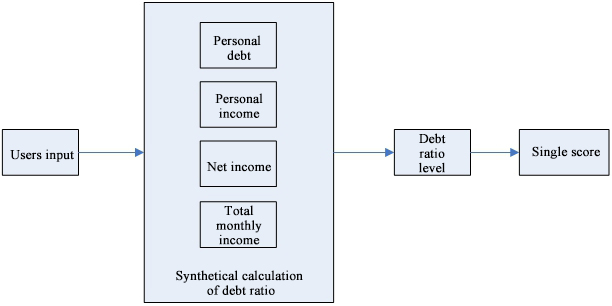 Users input
Personal
debt
Personal
income
Net income
Total
monthly
income
Synthetical calculation
of debt ratio
Debt
ratio
level
Single score